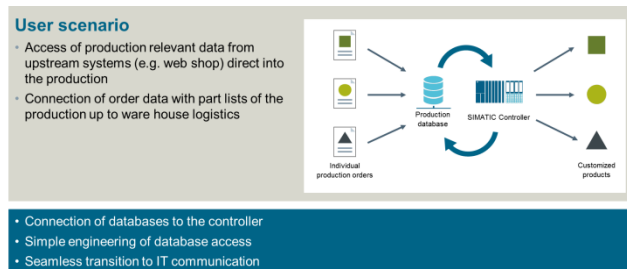 User scenario
• Access of production relevant data from
upstream systems (e.g. web shop) direct into
the production
• Connection of order data with part lists of the
production up to ware house logistics
Production
database
SIMATIC Controller
Individual
production orders
Customized
products
• Connection of databases to the controller
• Simple engineering of database access
• Seamless transition to IT communication